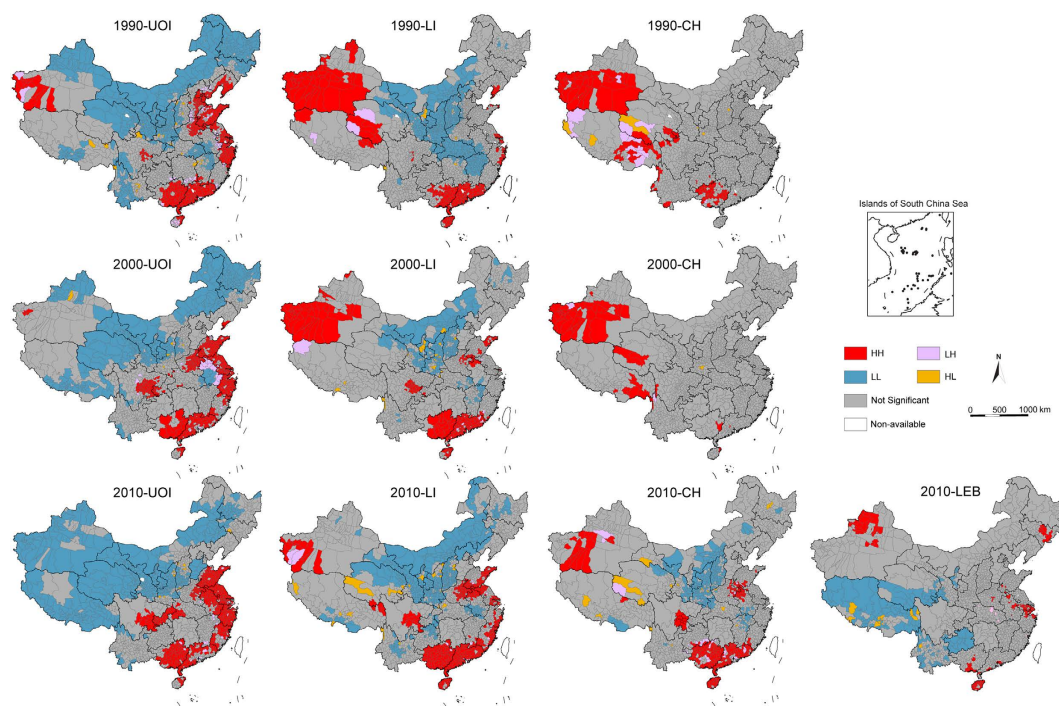 1990-UOI
1990-LI
1990-CH
2000-UOI
2000-LI
2000-CH
Islands of South China Sea
HH
LH
LL
HL
Not Significant
Non-available
N
0 500 1000 km
2010-UOI
2010-LI
2010-CH
2010-LEB